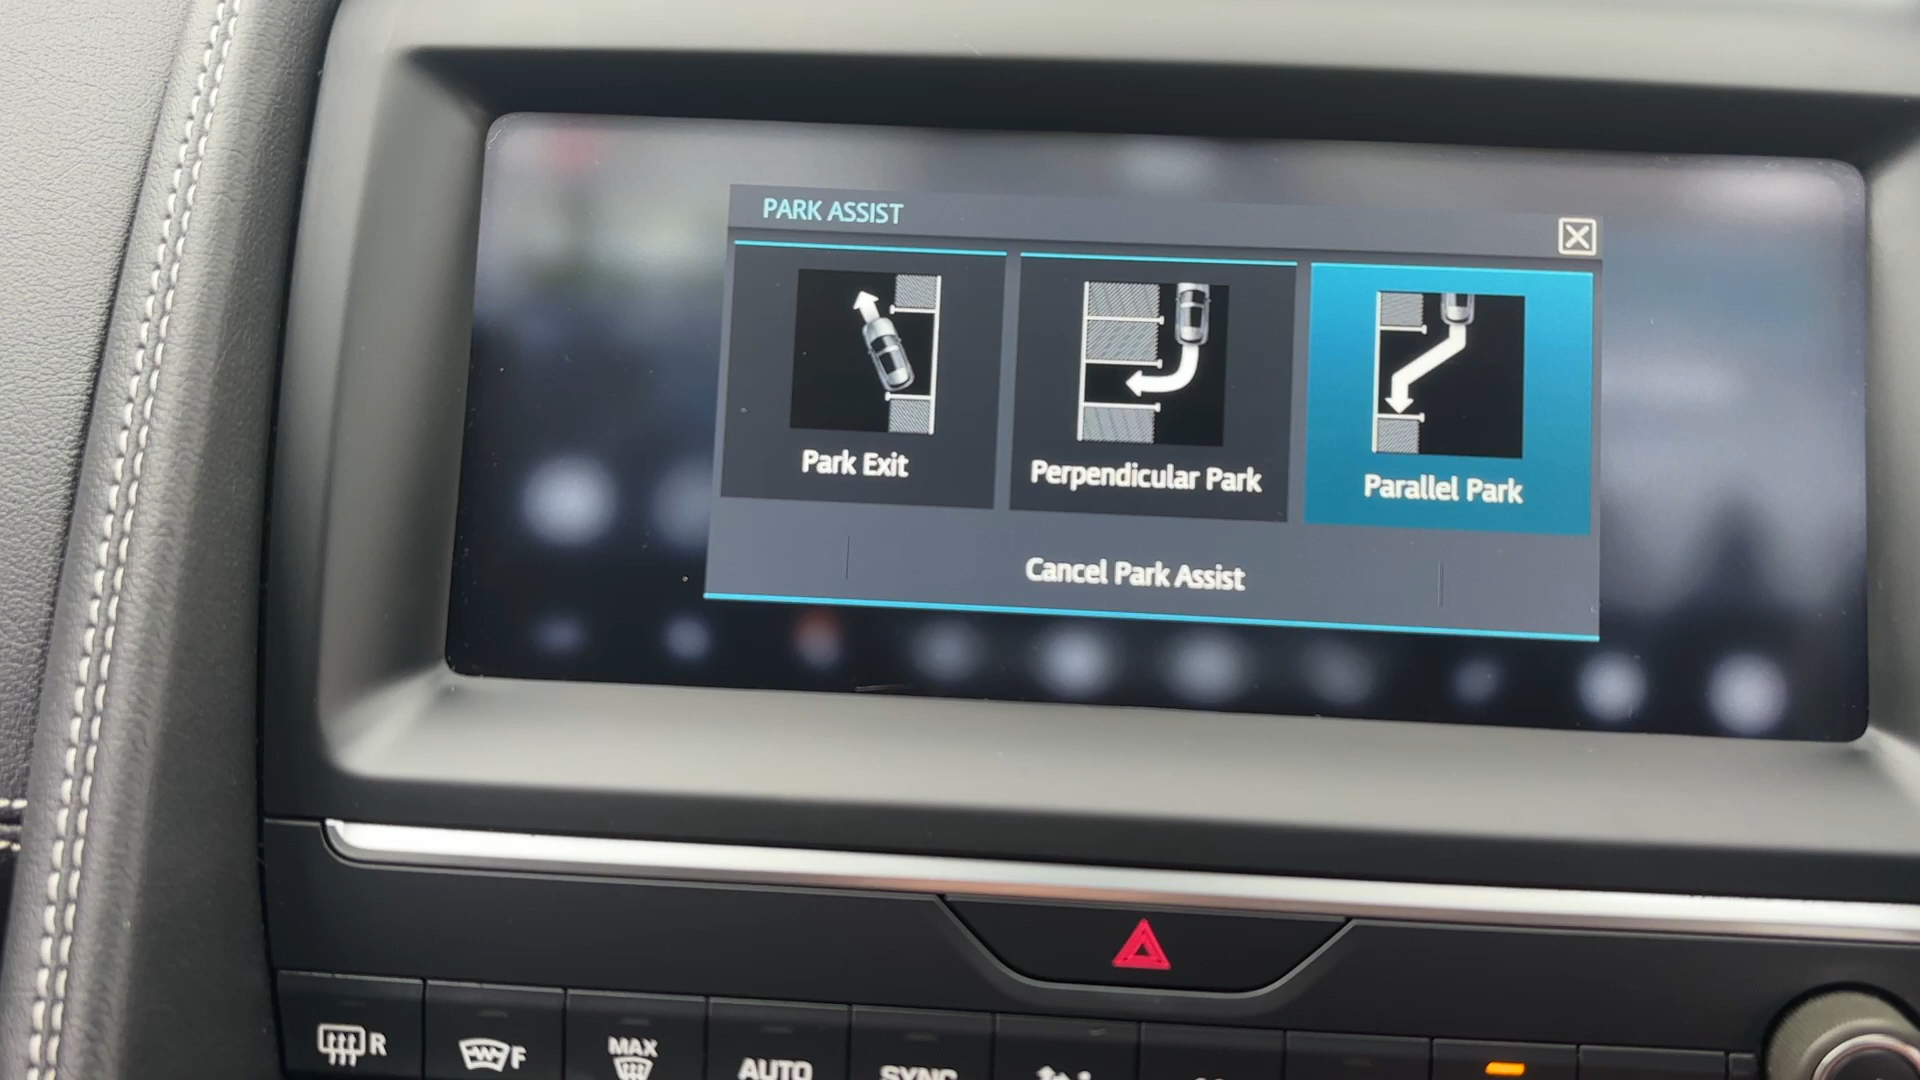 PARK ASSIST
Park Exit
Perpendicular Park
Parallel Park
Cancel Park Assist
R
F
MAX
AUTO
SYNC